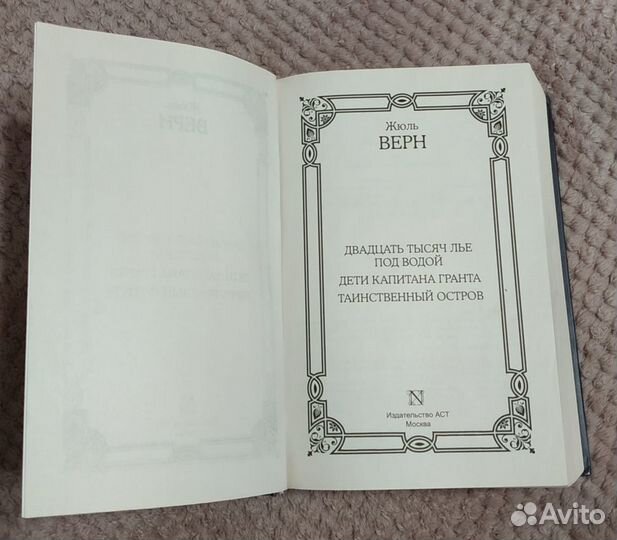 Жюль
ВЕРН
ДВАДЦАТЬ ТЫСЯЧ ЛЬЕ
ПОД ВОДОЙ
ДЕТИ КАПИТАНА ГРАНТА
ТАИНСТВЕННЫЙ ОСТРОВ
N
Издательство АСТ
Москва
Avito